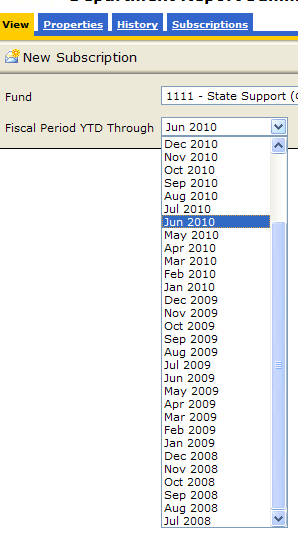 View Properties History Subscriptions
New Subscription
Fund 1111 - State Support (
Fiscal Period YTD Through Jun 2010
Dec 2010
Nov 2010
Oct 2010
Sep 2010
Aug 2010
Jul 2010
Jun 2010
May 2010
Apr 2010
Mar 2010
Feb 2010
Jan 2010
Dec 2009
Nov 2009
Oct 2009
Sep 2009
Aug 2009
Jul 2009
Jun 2009
May 2009
Apr 2009
Mar 2009
Feb 2009
Jan 2009
Dec 2008
Nov 2008
Oct 2008
Sep 2008
Aug 2008
Jul 2008